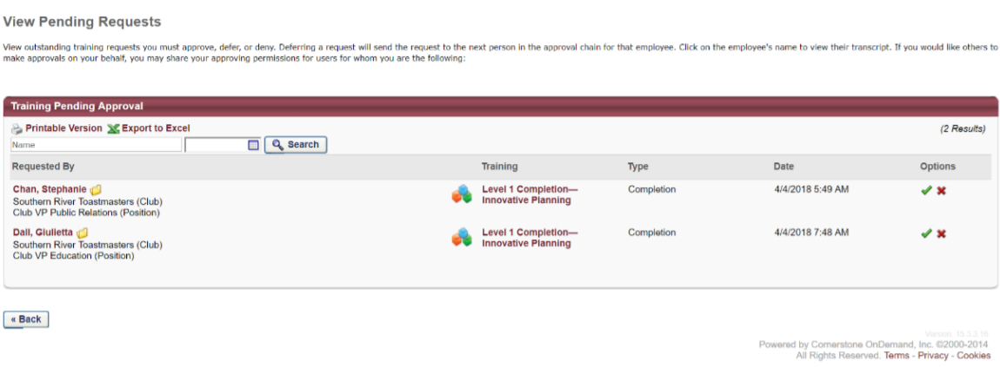 View Pending Requests
View outstanding training requests you must approve, defer, or deny. Deferring a request will send the request to the next person in the approval chain for that employee. Click on the employee's name to view their transcript. If you would like others to
make approvals on your behalf, you may share your approving permissions for users for whom you are the following:
Training Pending Approval
Printable Version Export to Excel (2 Results)
Name Search
Requested By Training Type Date Options
Chan, Stephanie Level 1 Completion— Completion 4/4/2018 5:49 AM
Southern River Toastmasters (Club) Innovative Planning
Club VP Public Relations (Position)
Dall, Giulietta Level 1 Completion— Completion 4/4/2018 7:48 AM
Southern River Toastmasters (Club) Innovative Planning
Club VP Education (Position)
« Back
Version: 15.3.3.16
Powered by Cornerstone OnDemand, Inc. ©2000-2014
All Rights Reserved. Terms - Privacy - Cookies